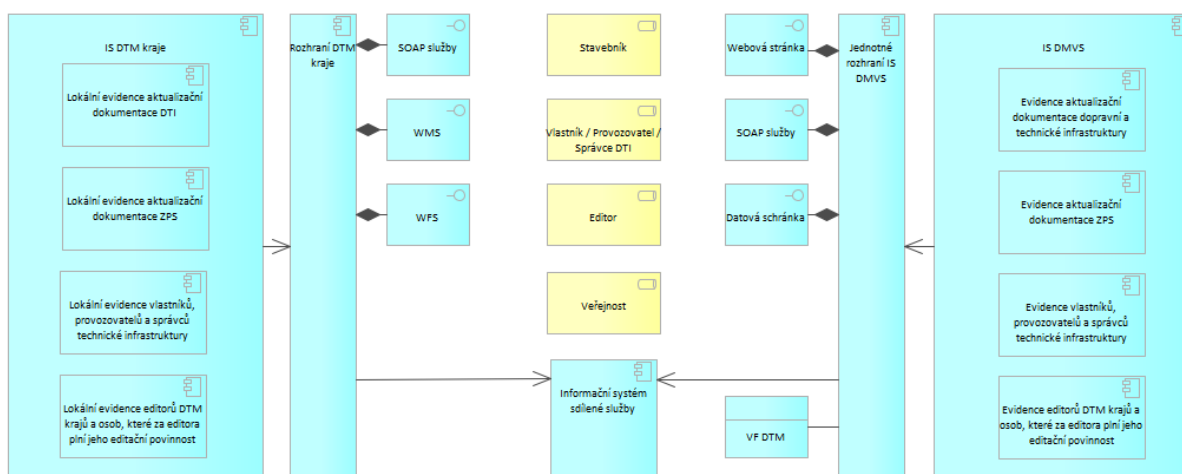 IS DTM kraje
Lokální evidence aktualizační
dokumentace DTI
Lokální evidence aktualizační
dokumentace ZPS
Lokální evidence vlastníků,
provozovatelů a správců
technické infrastruktury
Lokální evidence editorů DTM
krajů a osob, které za editora
plní jeho editační povinnost
Rozhraní DTM
kraje
SOAP služby
WMS
WFS
Stavebník
Vlastník / Provozovatel /
Správce DTI
Editor
Veřejnost
Informační systém
sdílené služby
Webová stránka
SOAP služby
Datová schránka
VF DTM
Jednotné
rozhraní IS
DMVS
IS DMVS
Evidence aktualizační
dokumentace dopravní a
technické infrastruktury
Evidence aktualizační
dokumentace ZPS
Evidence vlastníků,
provozovatelů a správců
technické infrastruktury
Evidence editorů DTM krajů a
osob, které za editora plní jeho
editační povinnost